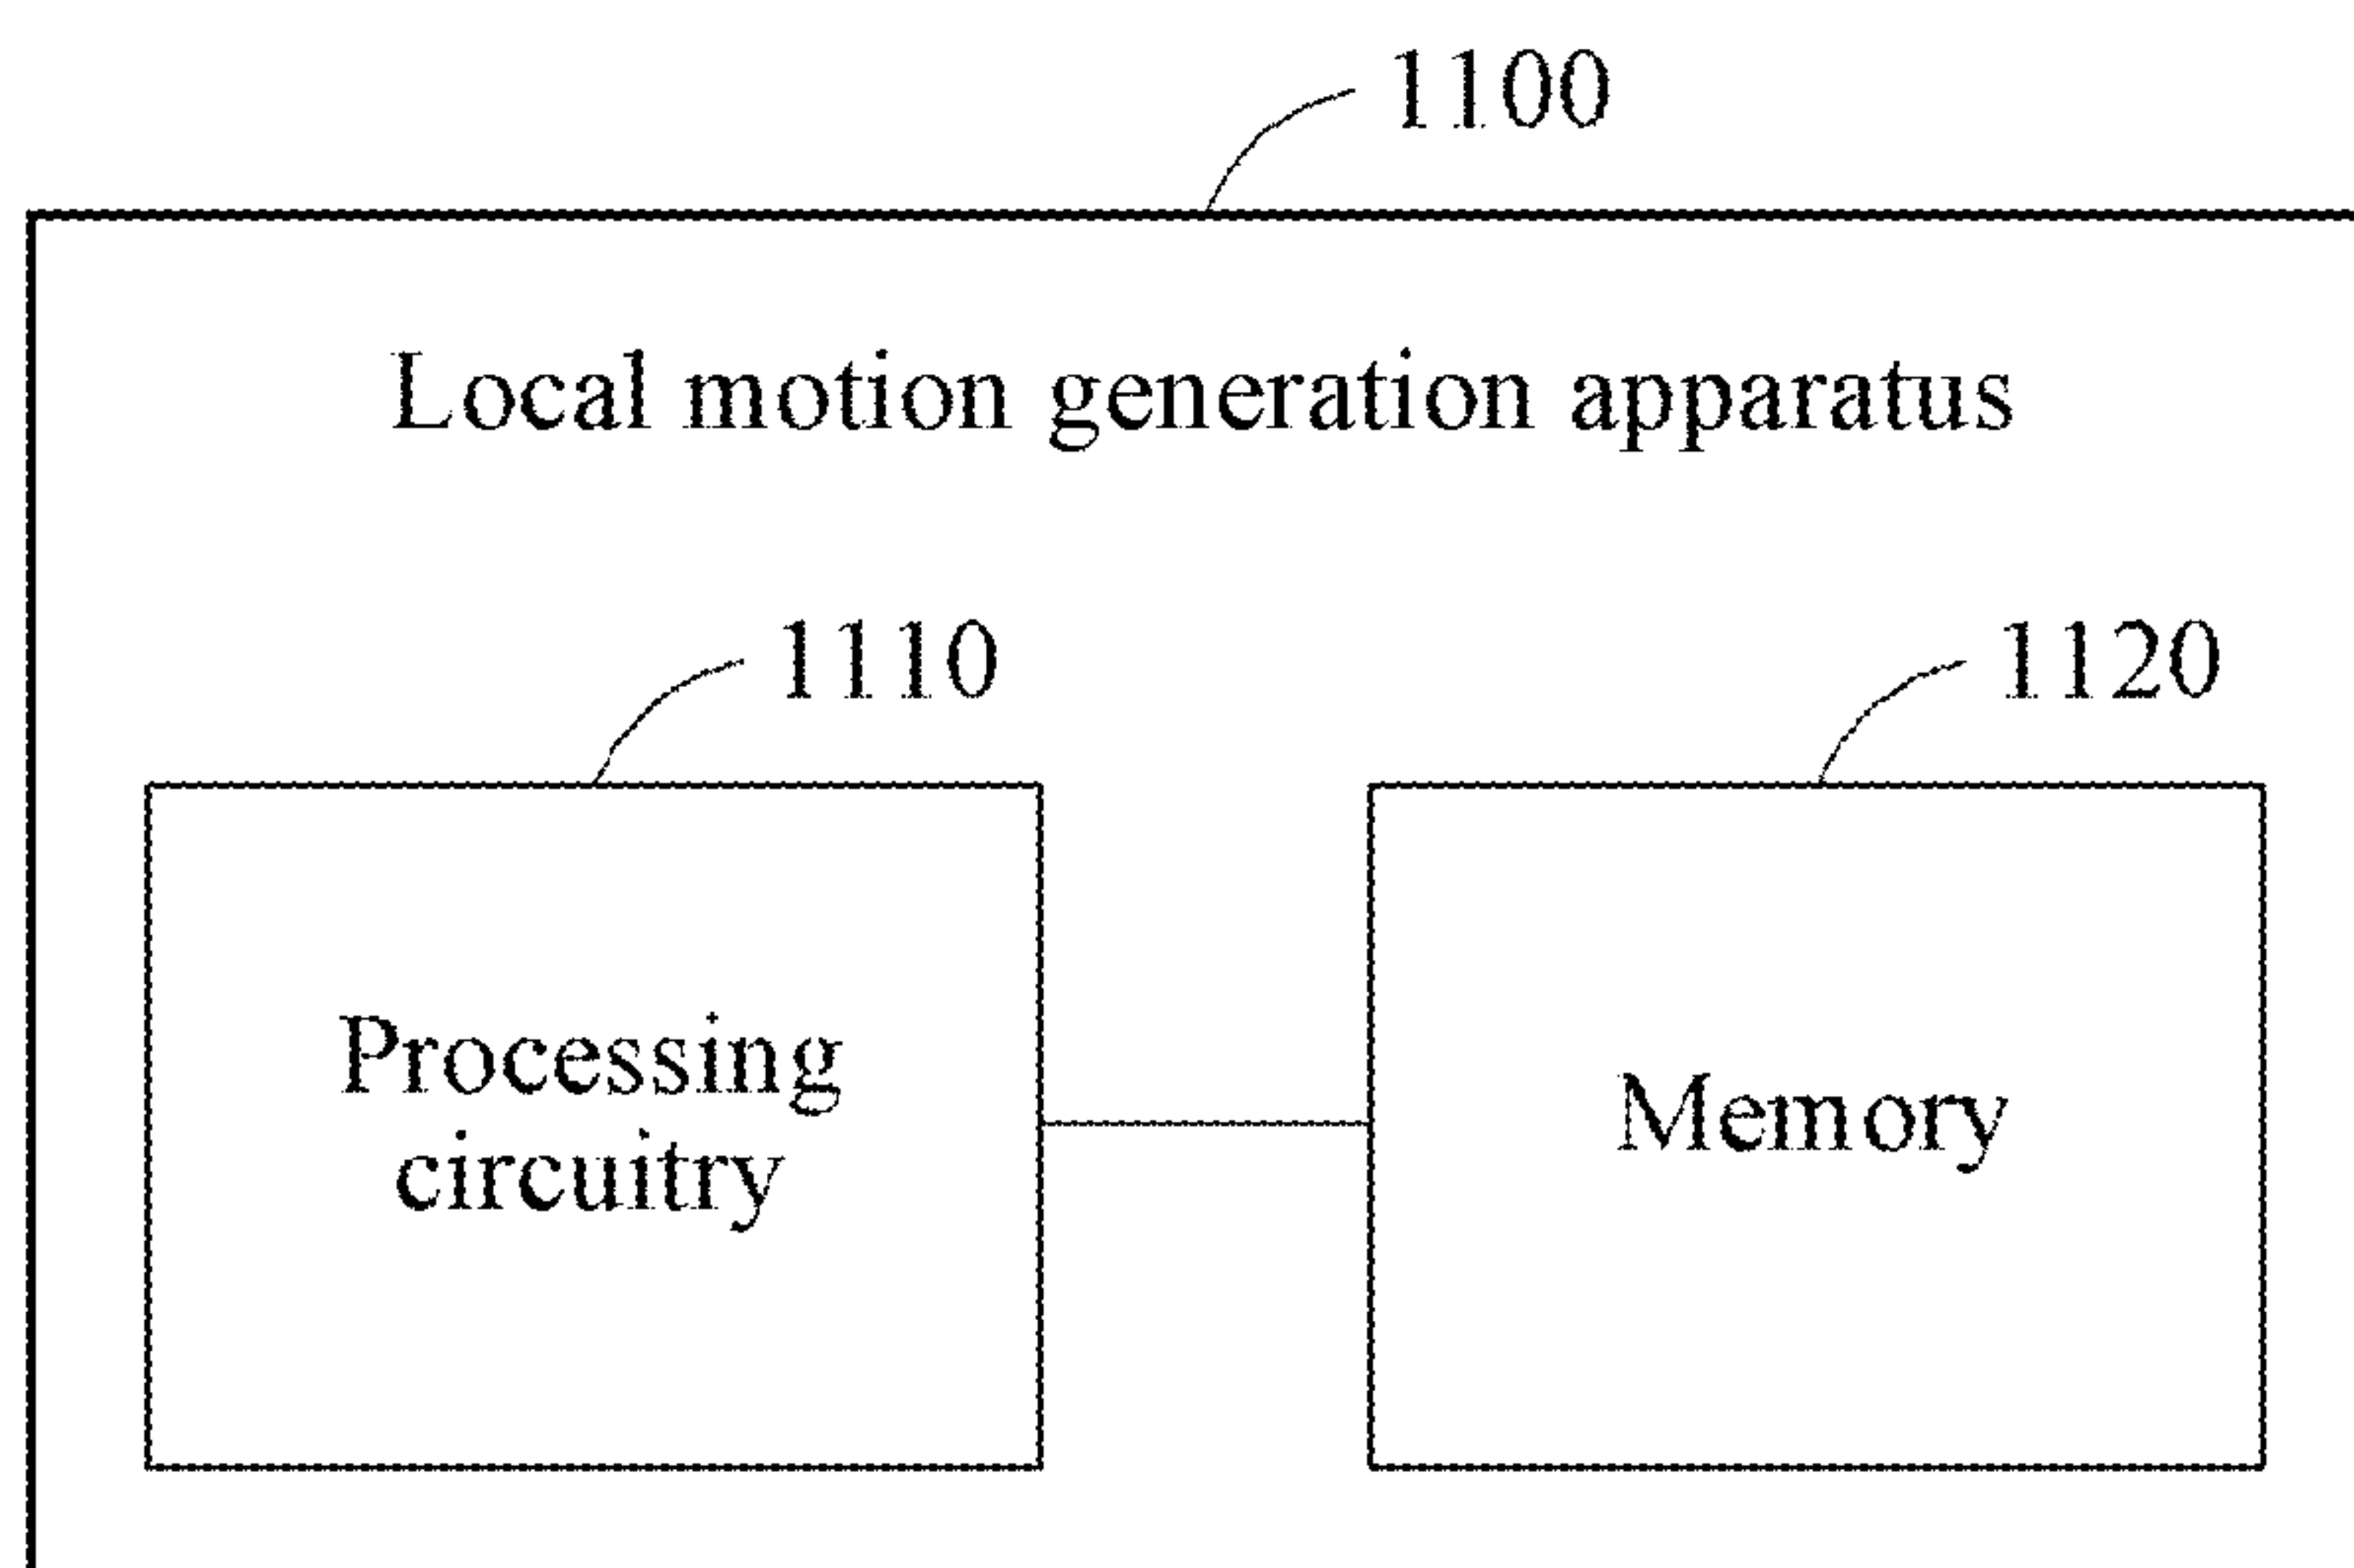 1100
Local motion generation apparatus
1110
1120
Processing
circuitry
Memory